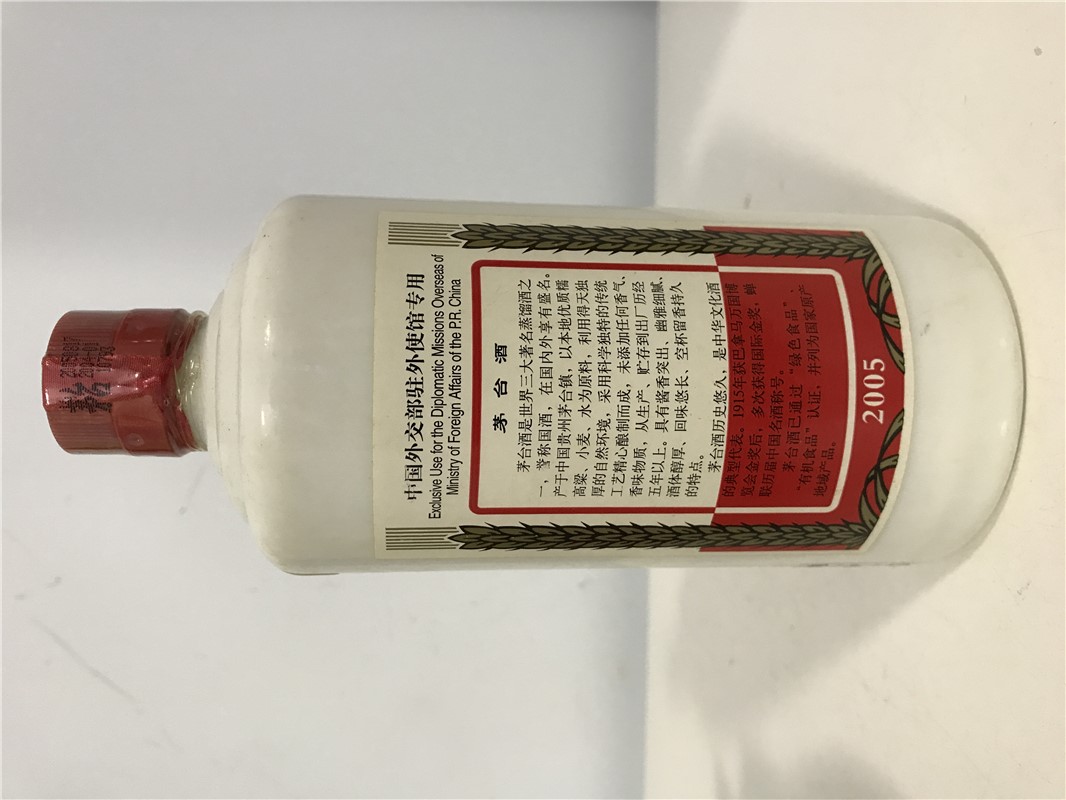 20050817
2004-01
10793
中国外交部驻外使馆专用
Exclusive Use for the Diplomatic Missions Overseas of
Ministry of Foreign Affairs of the P.R. China
茅台酒
茅台酒是世界三大著名蒸馏酒之
一，誉称国酒，在国内外享有盛名。
产于中国贵州茅台镇，以本地优质糯
高粱、小麦、水为原料，利用得天独
厚的自然环境，采用科学独特的传统
工艺精心酿制而成，未添加任何香气、
香味物质，从生产、贮存到出厂历经
五年以上。具有酱香突出、幽雅细腻、
酒体醇厚、回味悠长、空杯留香持久
的特点。
茅台酒历史悠久，是中华文化酒
的典型代表。1915年获巴拿马万国博
览会金奖后，多次获得国际金奖，蝉
联历届中国名酒称号。
茅台酒已通过“绿色食品”、
“有机食品”认证，并列为国家原产
地域产品。
2005